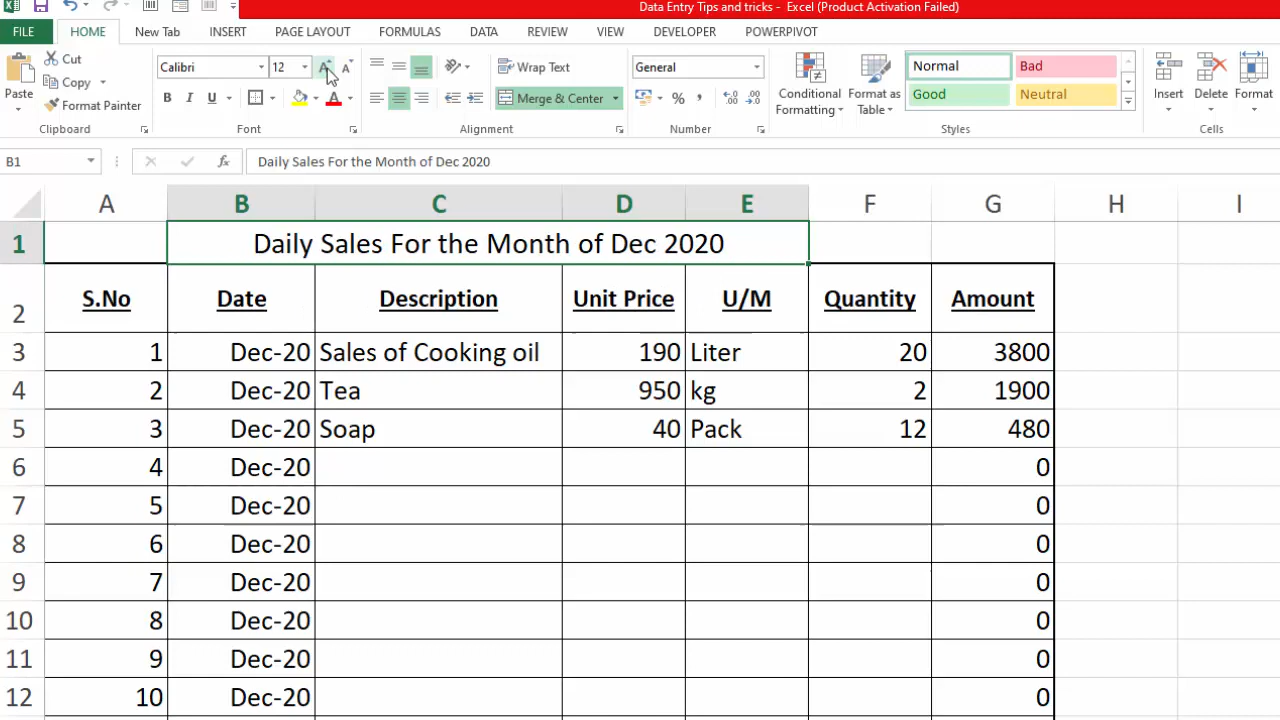 Data Entry Tips and tricks - Excel (Product Activation Failed)
FILE HOME New Tab INSERT PAGE LAYOUT FORMULAS DATA REVIEW VIEW DEVELOPER POWERPIVOT
Paste Cut Copy Format Painter Clipboard
Calibri 12 A A B I U A Font
Wrap Text Merge & Center Alignment
General % , Number
Conditional Formatting Format as Table Normal Bad Good Neutral Styles
Insert Delete Format Cells
B1 fx Daily Sales For the Month of Dec 2020
A B C D E F G H I
1 Daily Sales For the Month of Dec 2020
2 S.No Date Description Unit Price U/M Quantity Amount
3 1 Dec-20 Sales of Cooking oil 190 Liter 20 3800
4 2 Dec-20 Tea 950 kg 2 1900
5 3 Dec-20 Soap 40 Pack 12 480
6 4 Dec-20 0
7 5 Dec-20 0
8 6 Dec-20 0
9 7 Dec-20 0
10 8 Dec-20 0
11 9 Dec-20 0
12 10 Dec-20 0